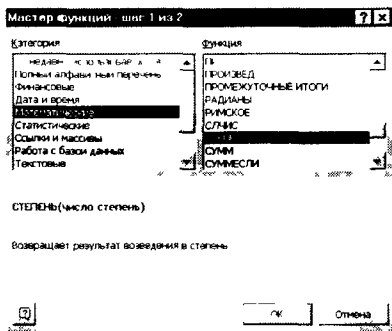 Мастер функций - шаг 1 из 2
Категория
Функция
Полный алфавитный перечень
Финансовые
Дата и время
Математические
Статистические
Ссылки и массивы
Работа с базой данных
Текстовые
ПИ
ПРОИЗВЕД
ПРОМЕЖУТОЧНЫЕ ИТОГИ
РАДИАНЫ
РИМСКОЕ
СЛЧИС
СУММ
СУММЕСЛИ
СТЕПЕНЬ(число степень)
Возвращает результат возведения в степень
OK
Отмена